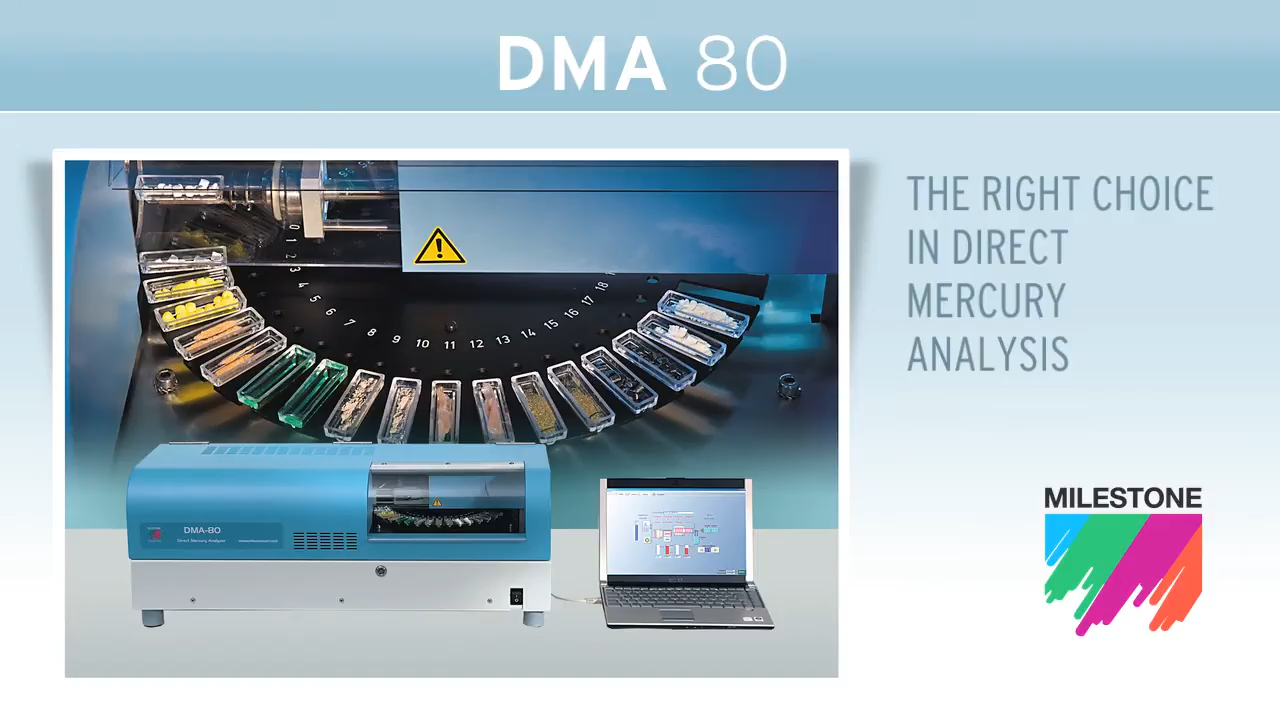 DMA 80
THE RIGHT CHOICE
IN DIRECT
MERCURY
ANALYSIS
0 1 2 3 4 5 6 7 8 9 10 11 12 13 14 15 16 17 18
DMA-80
Direct Mercury Analyzer
MILESTONE